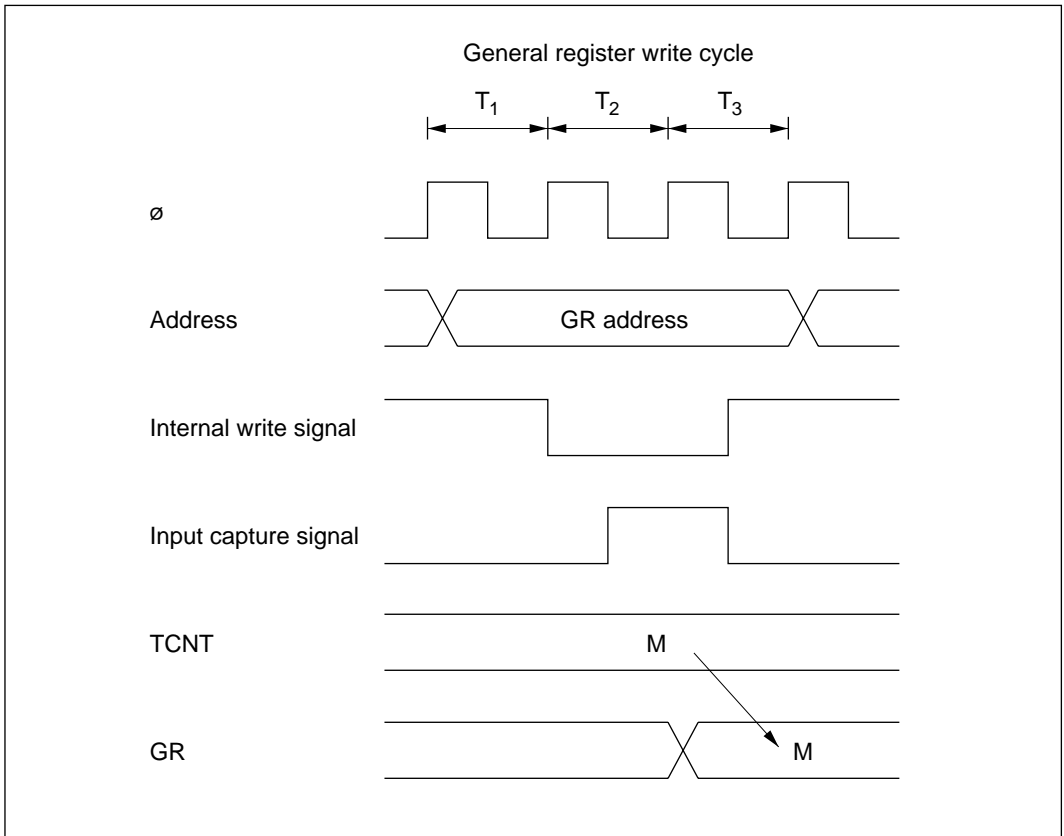 General register write cycle
T1 T2 T3
ø
Address GR address
Internal write signal
Input capture signal
TCNT M
GR M